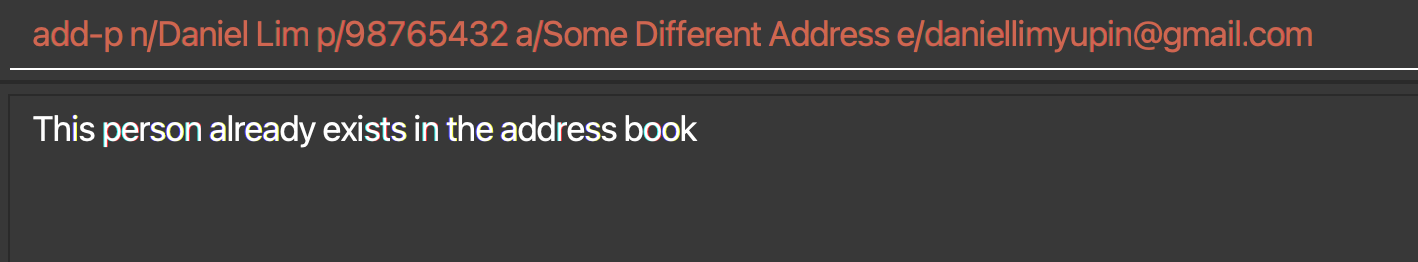 add-p n/Daniel Lim p/98765432 a/Some Different Address e/daniellimyupin@gmail.com
This person already exists in the address book